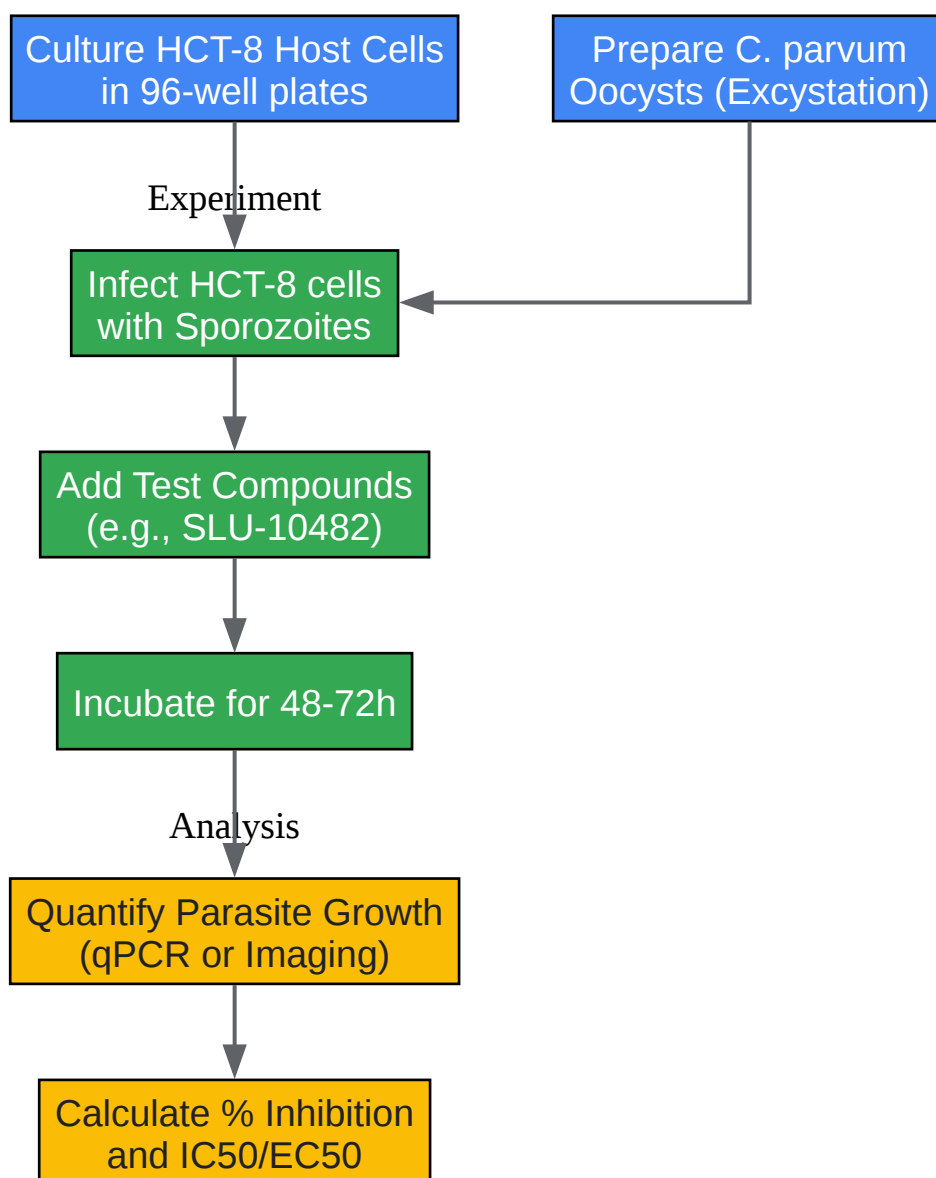 Culture HCT-8 Host Cells
in 96-well plates
Prepare C. parvum
Oocysts (Excystation)
Experiment
Infect HCT-8 cells
with Sporozoites
Add Test Compounds
(e.g., SLU-10482)
Incubate for 48-72h
Analysis
Quantify Parasite Growth
(qPCR or Imaging)
Calculate % Inhibition
and IC50/EC50